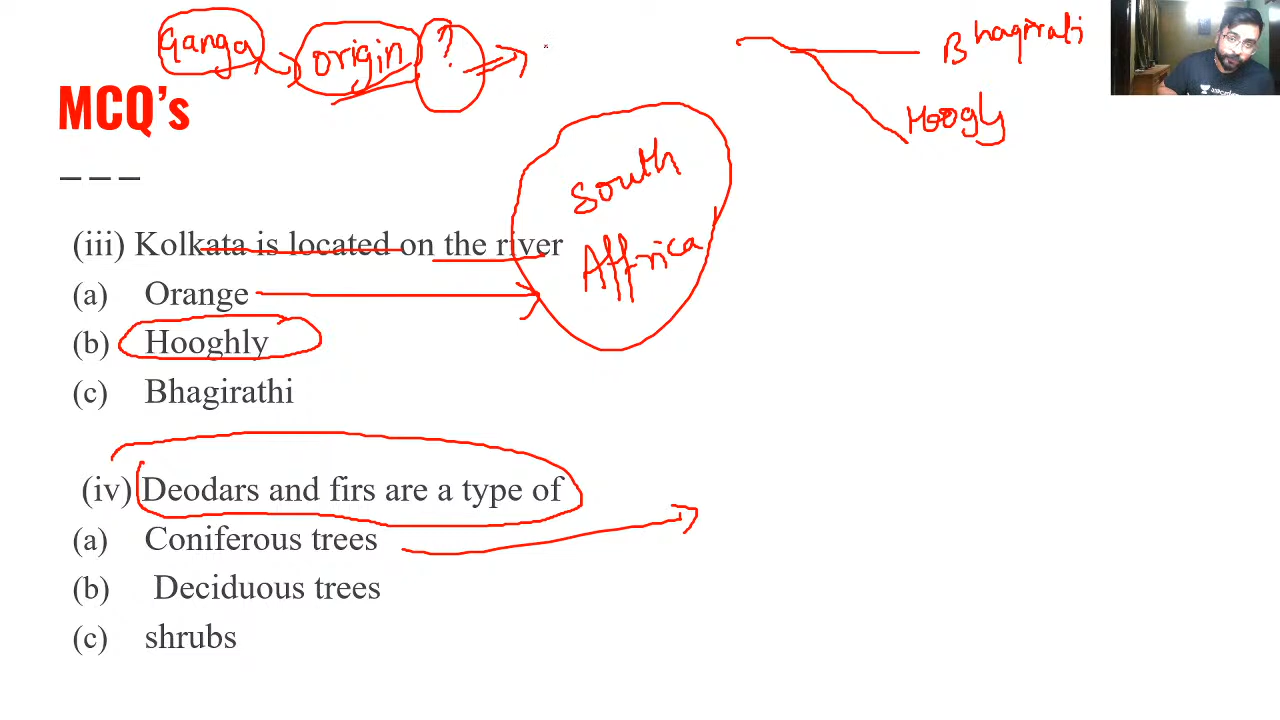 Ganga origin ?
Bhagirati
Hoogly
MCQ's
South
Affrica
(iii) Kolkata is located on the river
(a) Orange
(b) Hooghly
(c) Bhagirathi
(iv) Deodars and firs are a type of
(a) Coniferous trees
(b) Deciduous trees
(c) shrubs